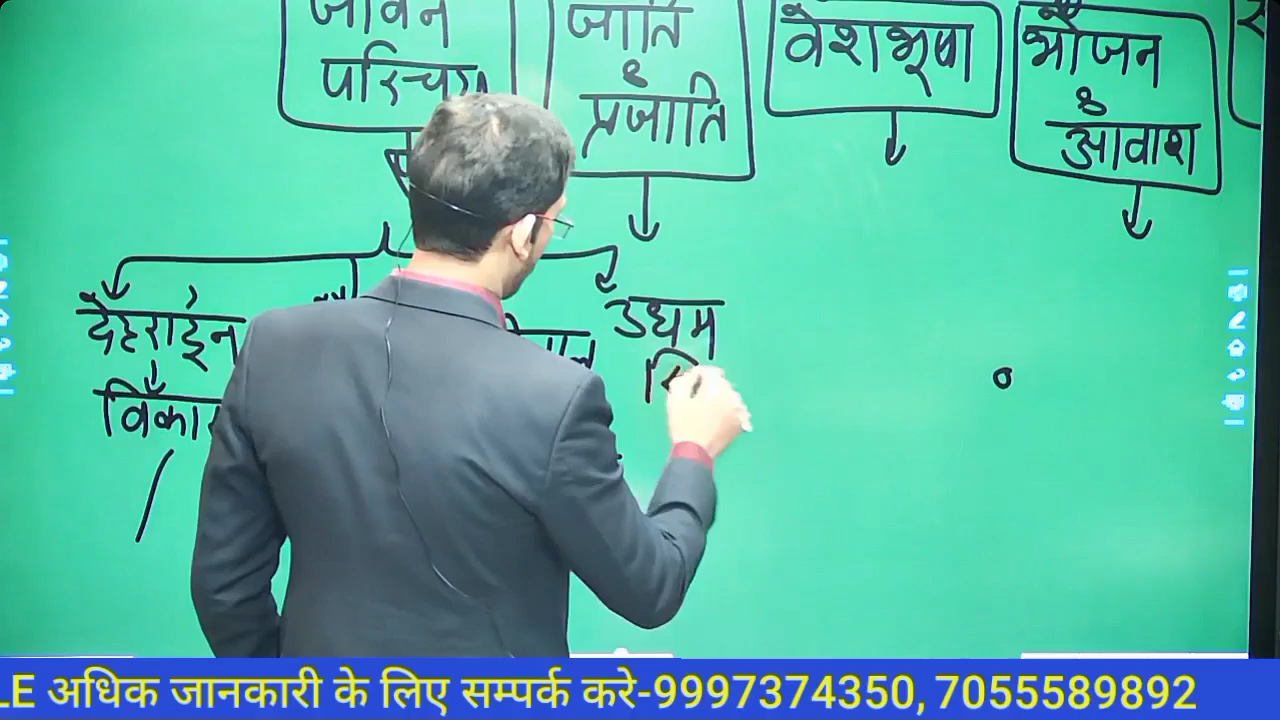 जीवन
परिचय
जाति
&
प्रजाति
वेशभूषा
भोजन
&
आवाश
देहरादून
उधम
विकास
LE अधिक जानकारी के लिए सम्पर्क करे-9997374350, 7055589892